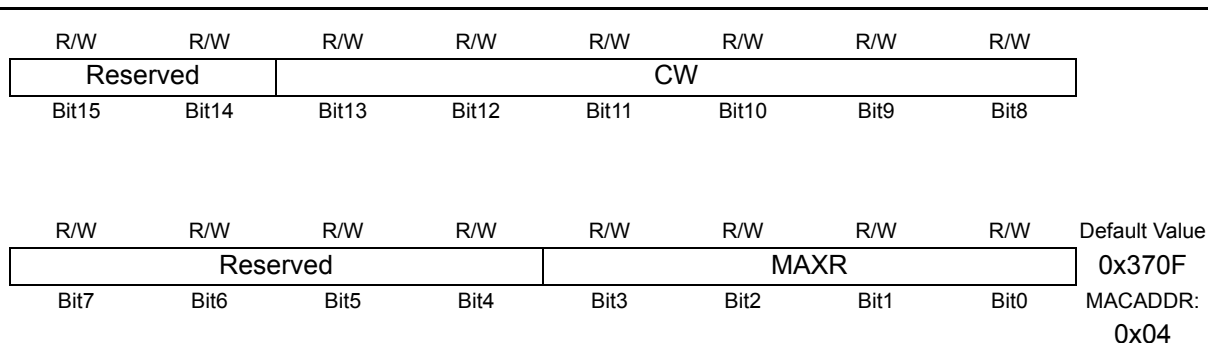 R/W R/W R/W R/W R/W R/W R/W R/W
Reserved CW
Bit15 Bit14 Bit13 Bit12 Bit11 Bit10 Bit9 Bit8
R/W R/W R/W R/W R/W R/W R/W R/W Default Value
Reserved MAXR 0x370F
Bit7 Bit6 Bit5 Bit4 Bit3 Bit2 Bit1 Bit0 MACADDR:
0x04